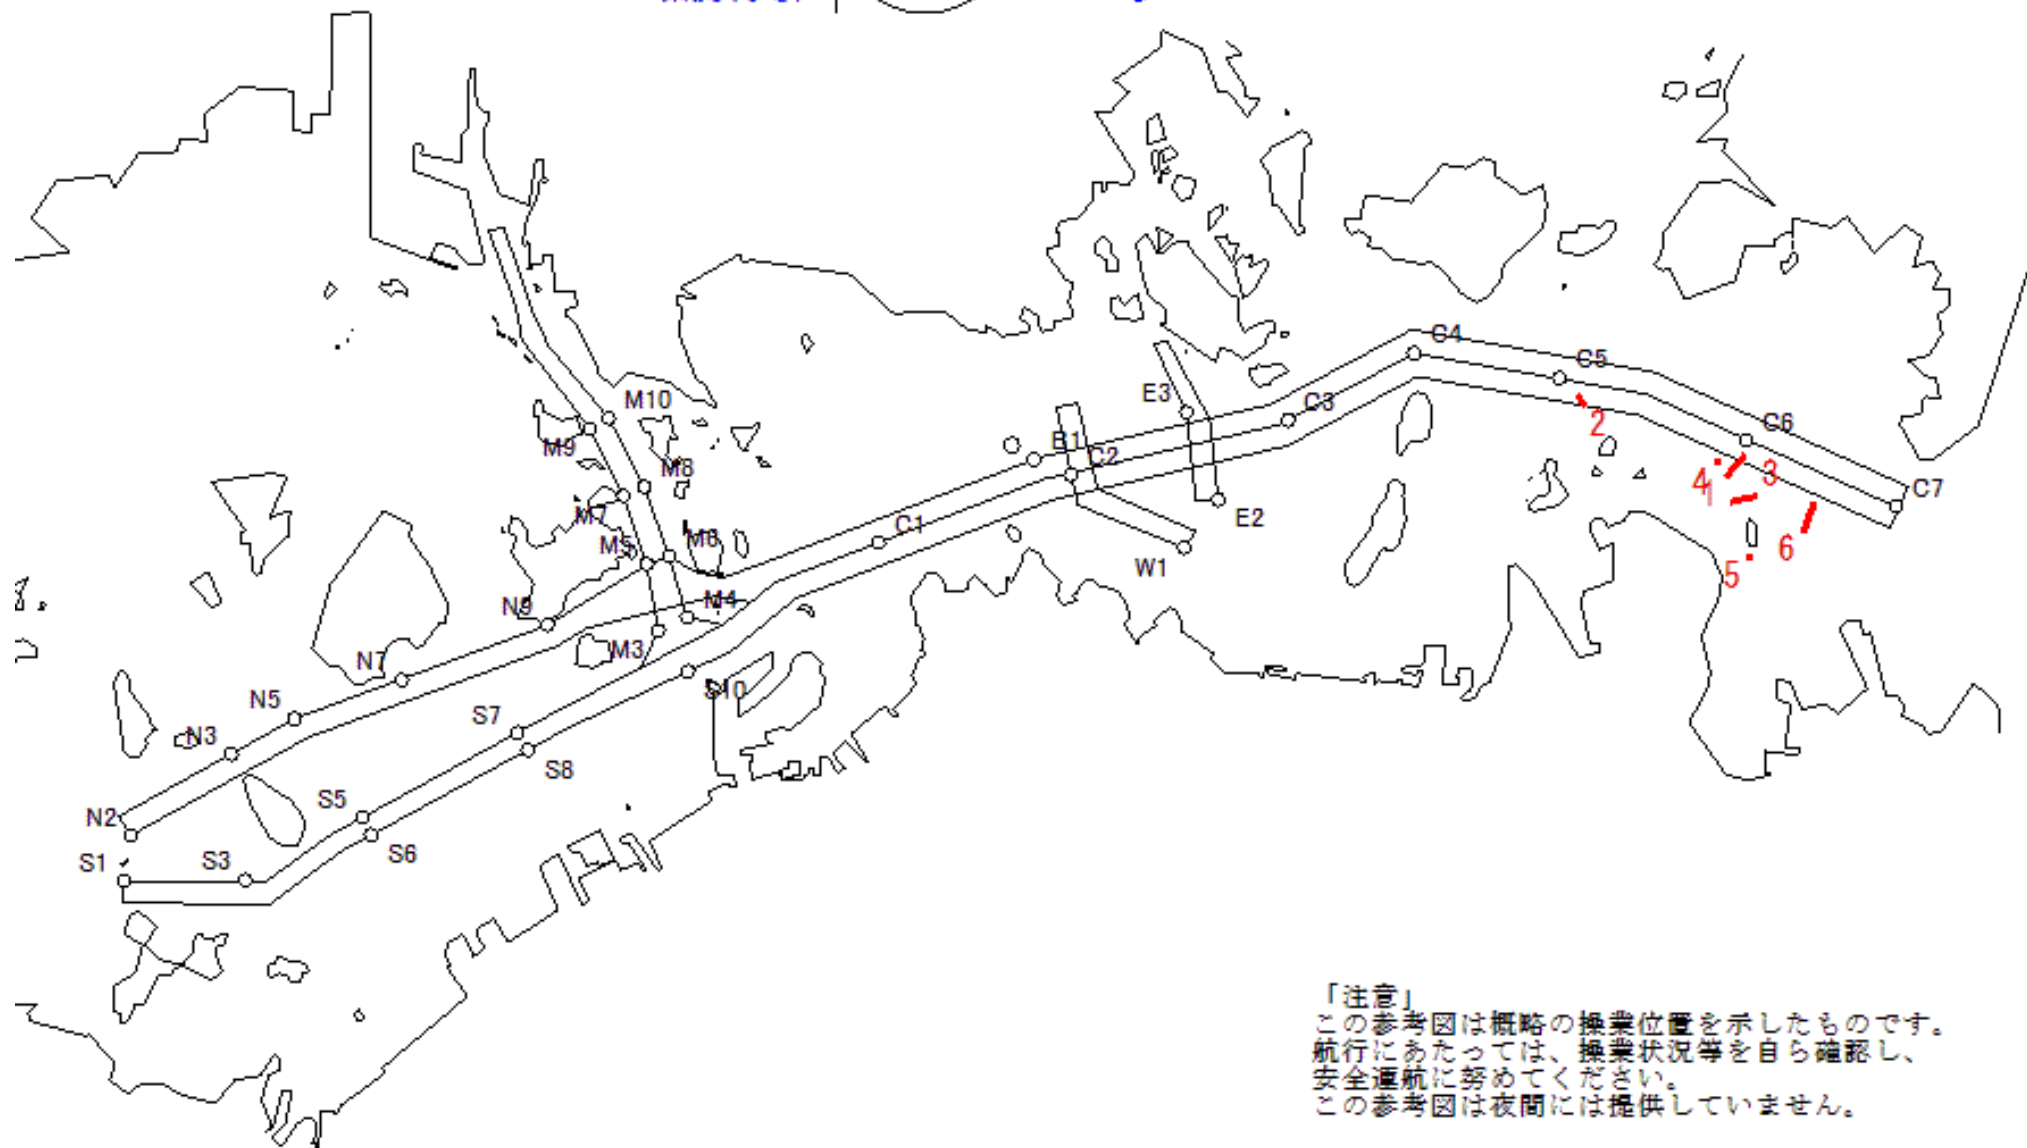 C4
C5
M10
E3
C3
2
C6
M9
B1
M8
C2
4
3
1
C7
M7
C1
E2
M5
M6
6
W1
5
N9
M4
M3
N7
S10
N5
S7
N3
S8
S5
N2
S6
S1
S3
「注意」
この参考図は概略の操業位置を示したものです。
航行にあたっては、操業状況等を自ら確認し、
安全運航に努めてください。
この参考図は夜間には提供していません。